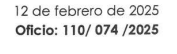 12 de febrero de 2025
Oficio: 110/ 074 /2025